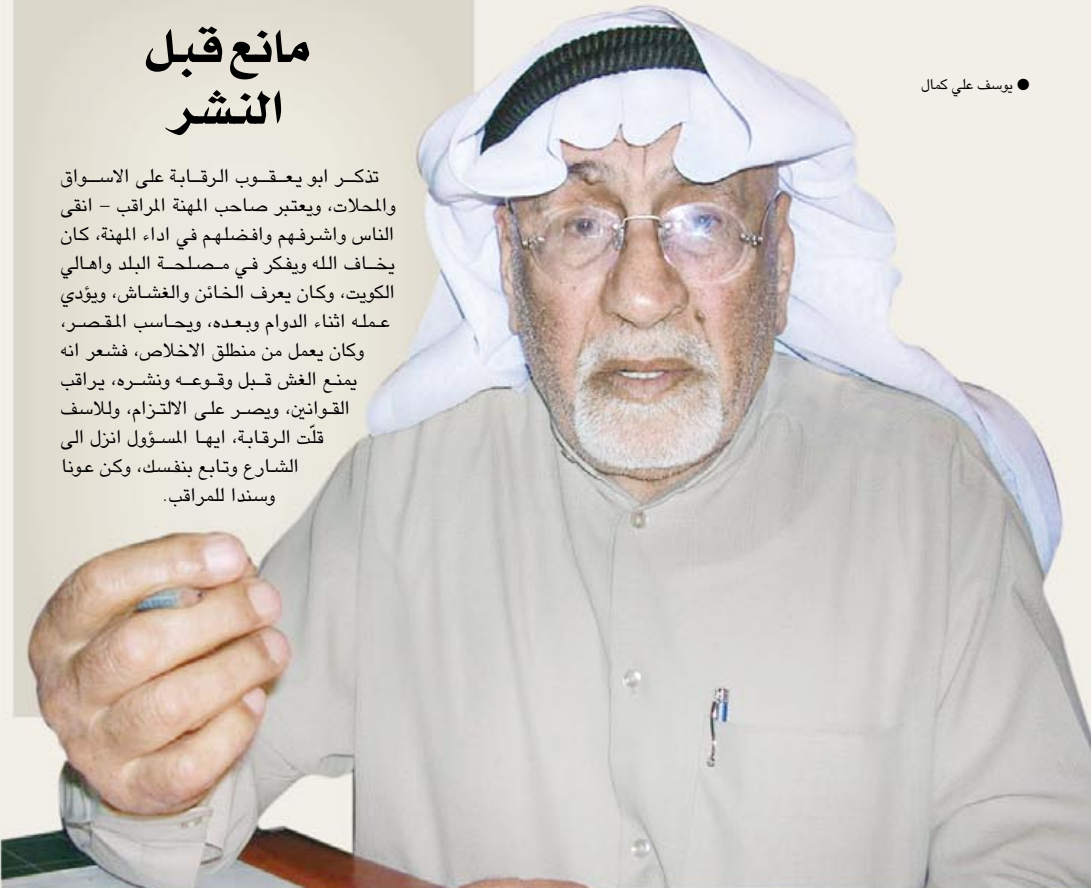 مانع قبل
النشر
● يوسف علي كمال
تذكر ابو يعقوب الرقابة على الاسواق
والمحلات، ويعتبر صاحب المهنة المراقب – انقى
الناس واشرفهم وافضلهم في اداء المهنة، كان
يخاف الله ويفكر في مصلحة البلد واهالي
الكويت، وكان يعرف الخائن والغشاش، ويؤدي
عمله اثناء الدوام وبعده، ويحاسب المقصر،
وكان يعمل من منطلق الاخلاص، فشعر انه
يمنع الغش قبل وقوعه ونشره، يراقب
القوانين، ويصر على الالتزام، وللاسف
قلّت الرقابة، ايها المسؤول انزل الى
الشارع وتابع بنفسك، وكن عونا
وسندا للمراقب.